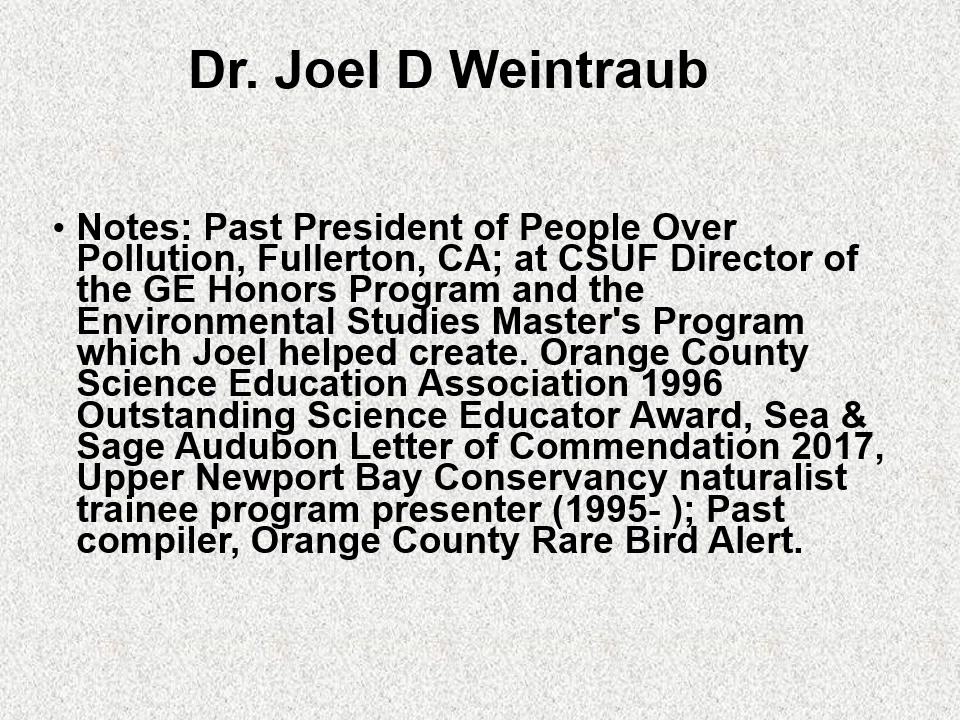 Dr. Joel D Weintraub
• Notes: Past President of People Over
Pollution, Fullerton, CA; at CSUF Director of
the GE Honors Program and the
Environmental Studies Master's Program
which Joel helped create. Orange County
Science Education Association 1996
Outstanding Science Educator Award, Sea &
Sage Audubon Letter of Commendation 2017,
Upper Newport Bay Conservancy naturalist
trainee program presenter (1995- ); Past
compiler, Orange County Rare Bird Alert.